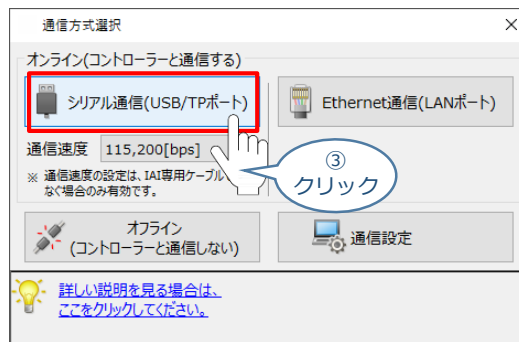 通信方式選択
オンライン(コントローラーと通信する)
シリアル通信(USB/TPポート)
Ethernet通信(LANポート)
通信速度 115,200[bps]
※ 通信速度の設定は、IAI専用ケーブル
なぐ場合のみ有効です。
③
クリック
オフライン
(コントローラーと通信しない)
通信設定
詳しい説明を見る場合は、
ここをクリックしてください。